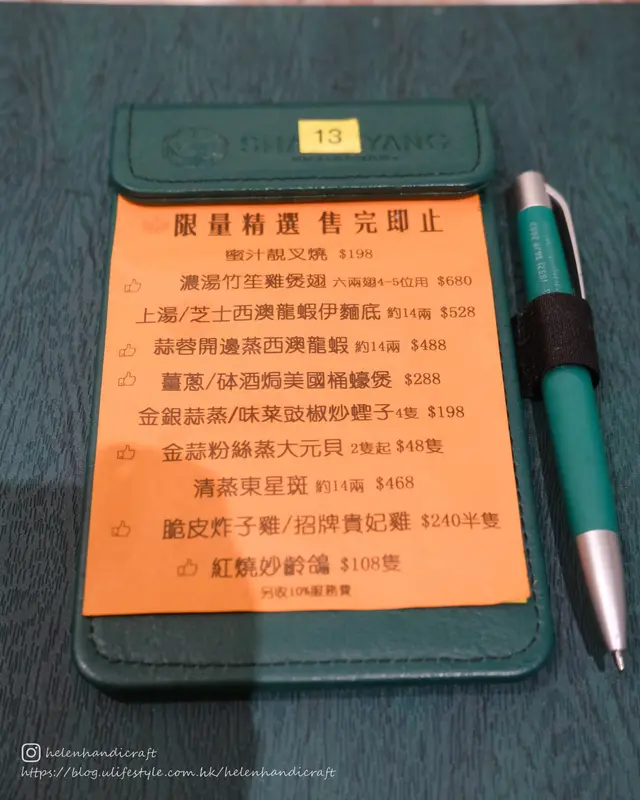 13
限量精選 售完即止
蜜汁靚叉燒 $198
濃湯竹笙雞煲翅 六兩翅4-5位用 $680
上湯/芝士西澳龍蝦伊麵底 約14兩 $528
蒜蓉開邊蒸西澳龍蝦 約14兩 $488
薑蔥/砵酒焗美國桶蠔煲 $288
金銀蒜蒸/味菜豉椒炒蟶子 4隻 $198
金蒜粉絲蒸大元貝 2隻起 $48隻
清蒸東星斑 約14兩 $468
脆皮炸子雞/招牌貴妃雞 $240半隻
紅燒妙齡鴿 $108隻
另收10%服務費
helenhandicraft
https://blog.ulifestyle.com.hk/helenhandicraft